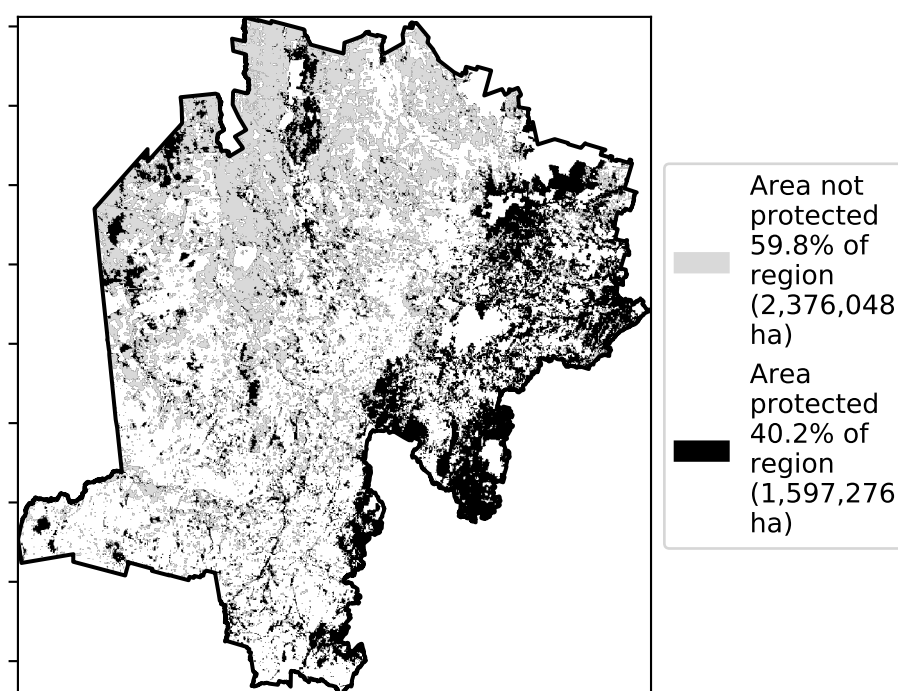 Area not
protected
59.8% of
region
(2,376,048
ha)
Area
protected
40.2% of
region
(1,597,276
ha)